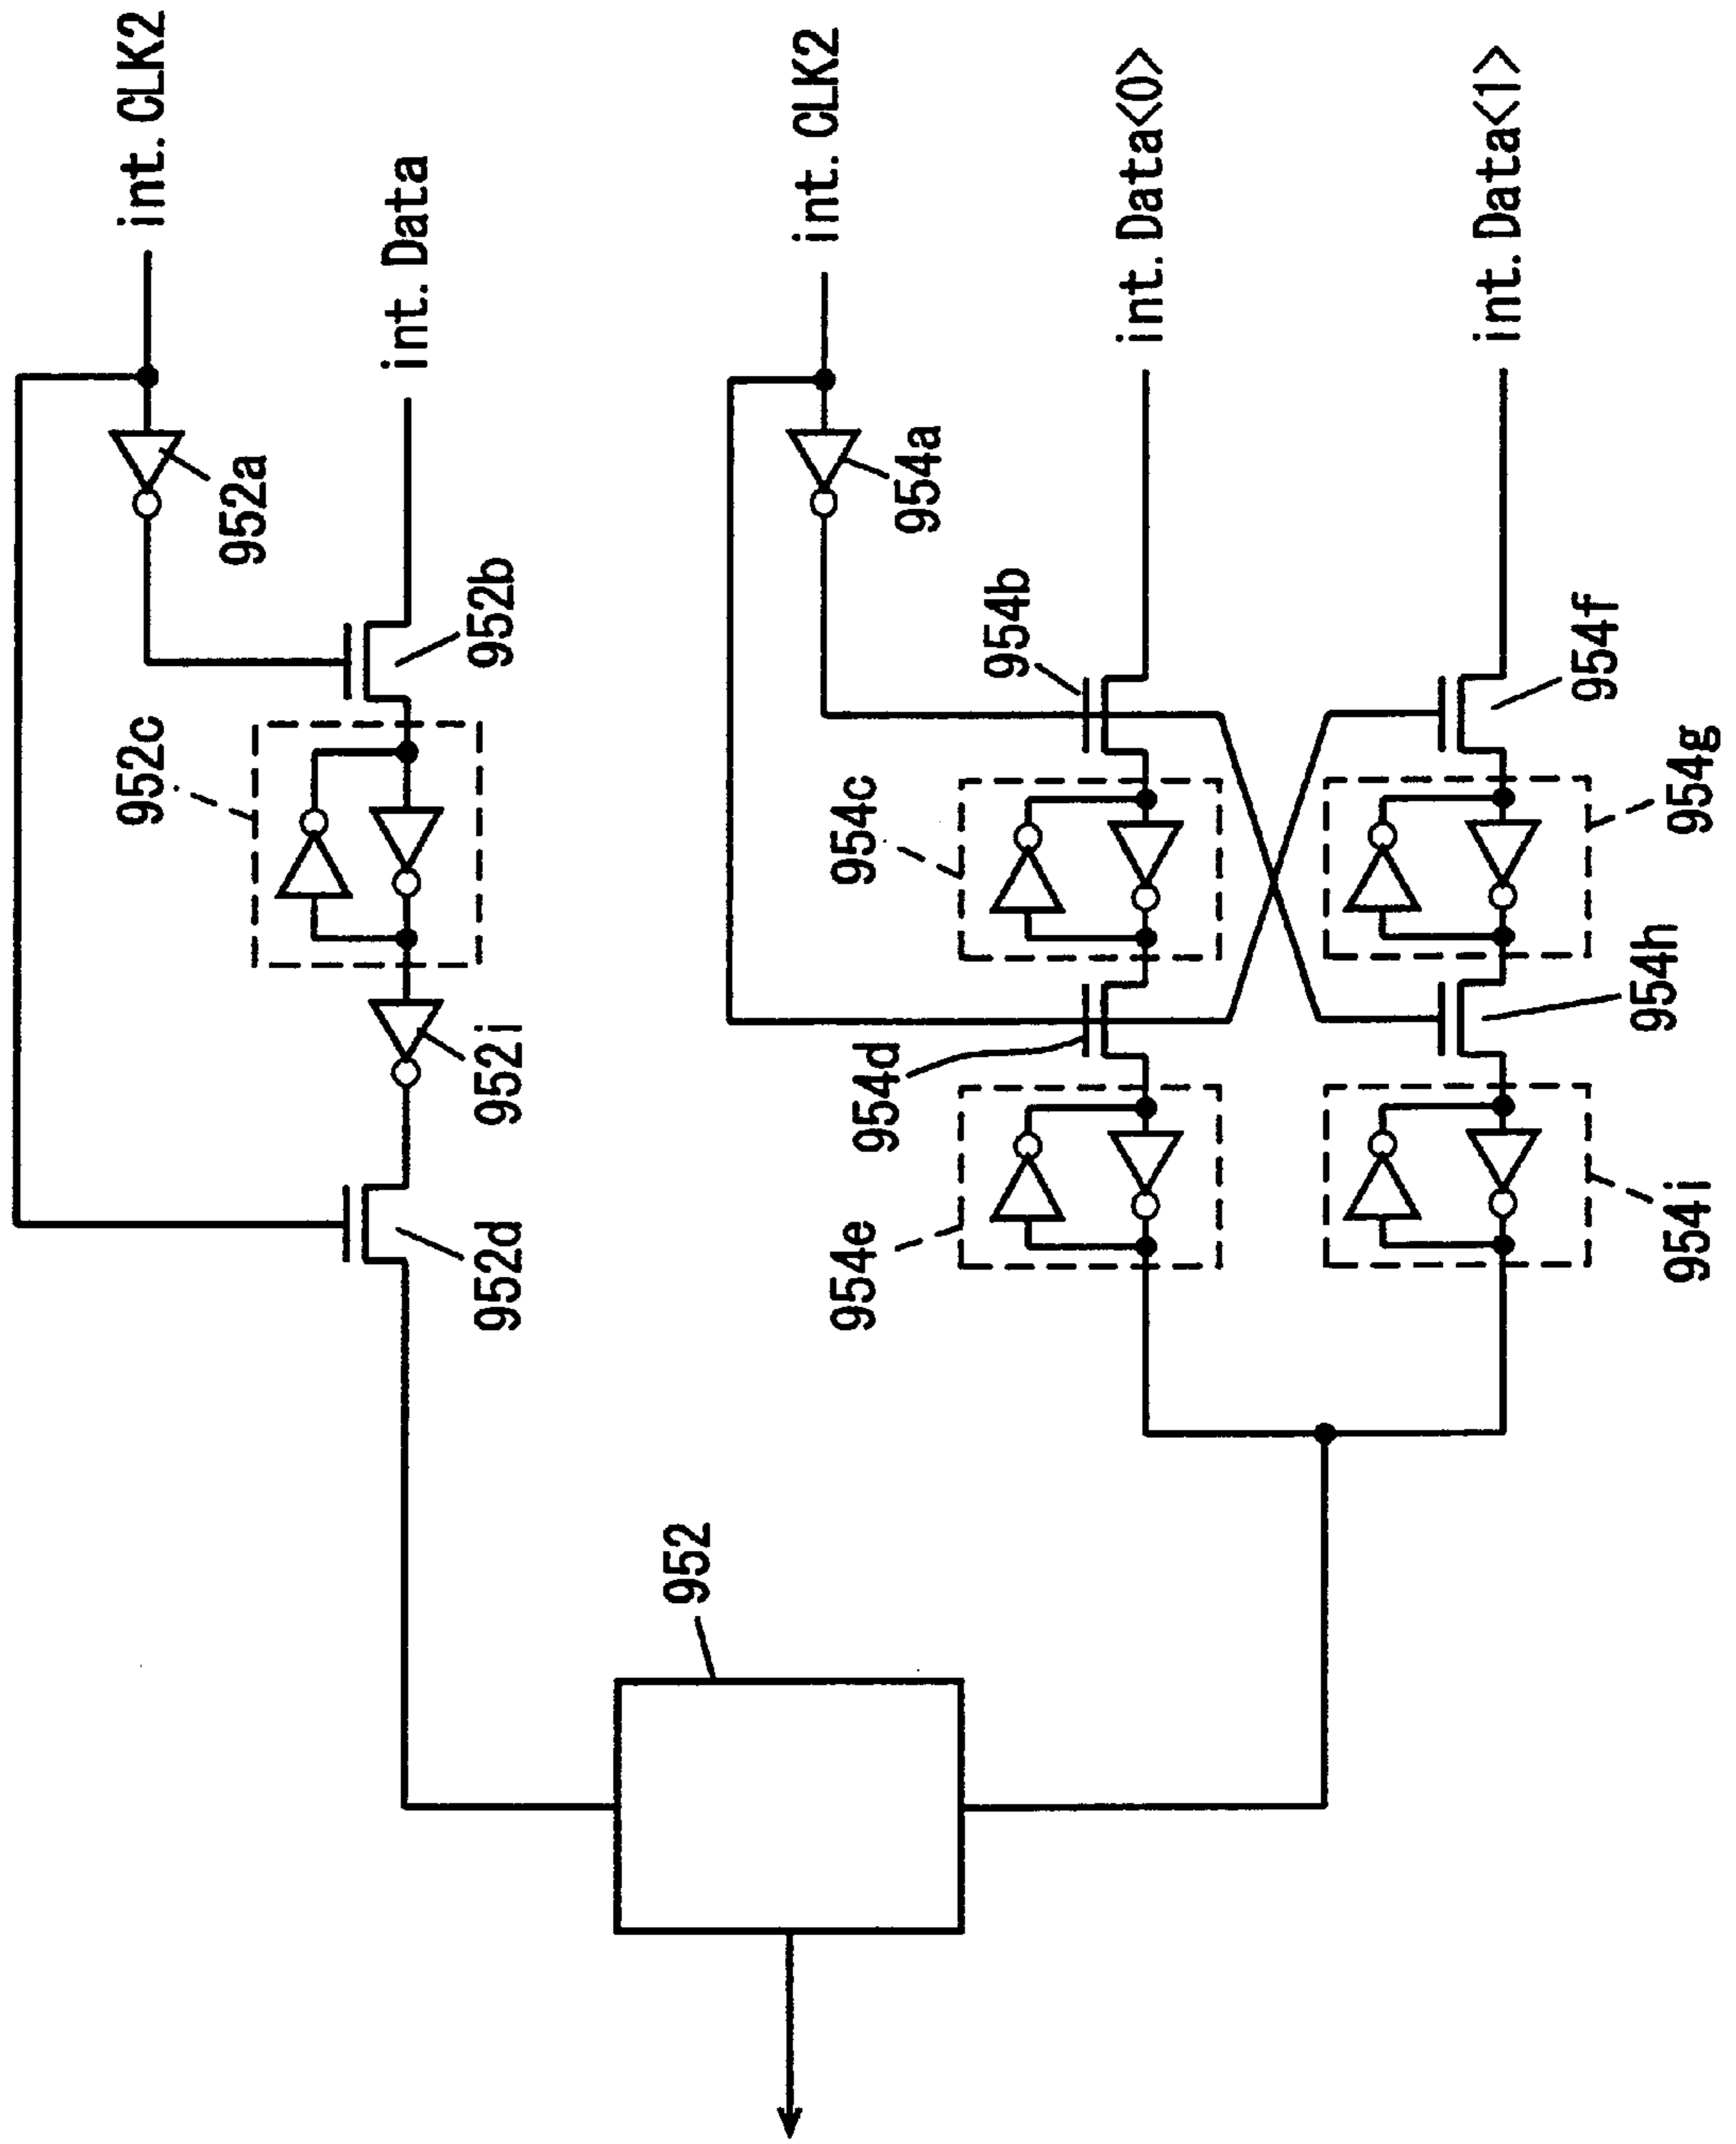 int.CLK2
952a
int.Data
952b
952c
952i
952d
int.CLK2
954a
int.Data<0>
954b
954c
954d
954e
int.Data<1>
954f
954g
954h
954i
952